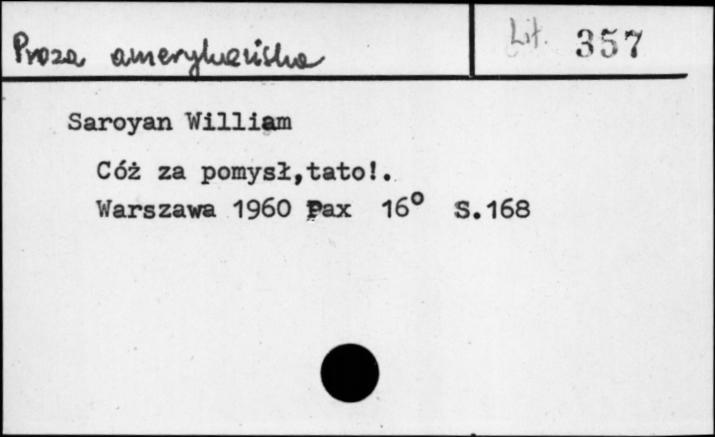 Proza amerykańska
Lit. 357
Saroyan William
Cóż za pomysł,tato!.
Warszawa 1960 Pax 16° S.168